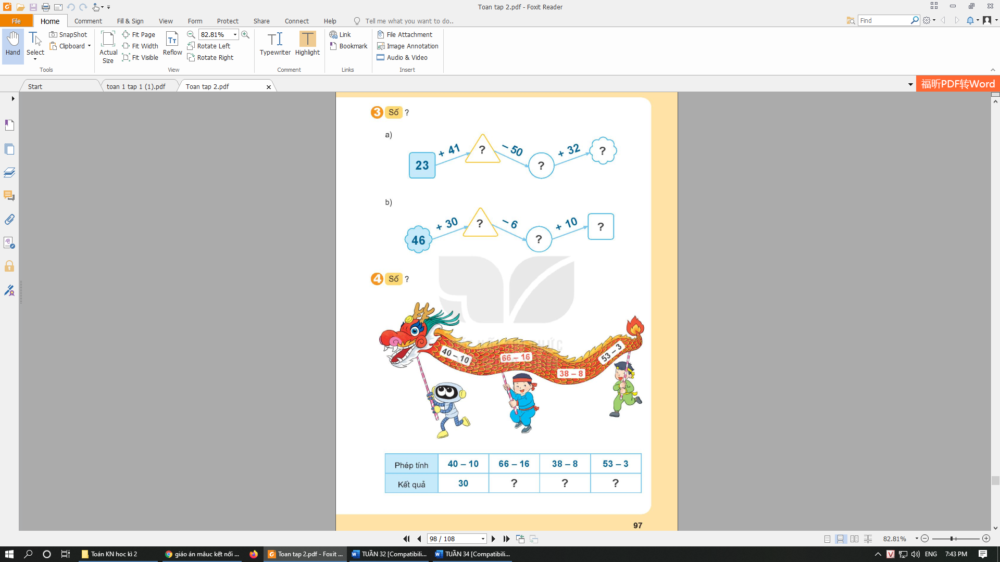 Toan tap 2.pdf - Foxit Reader
File Home Comment Fill & Sign View Form Protect Share Connect Help Tell me what you want to do.. Find
Hand
Select
SnapShot
Clipboard
Tools
Actual Size
Fit Page
Fit Width
Fit Visible
Reflow
82.81%
Rotate Left
Rotate Right
View
Typewriter
Highlight
Comment
Link
Bookmark
Links
File Attachment
Image Annotation
Audio & Video
Insert
Start toan 1 tap 1 (1).pdf Toan tap 2.pdf 福昕PDF转Word
3 Số ?
a)
23 + 41 ? − 50 ? + 32 ?
b)
46 + 30 ? − 6 ? + 10 ?
4 Số ?
40 – 10
66 – 16
38 – 8
53 – 3
Phép tính 40 – 10 66 – 16 38 – 8 53 – 3
Kết quả 30 ? ? ?
97
98 / 108 82.81%
Toán KN hoc kì 2 giáo án mâuc kết nối ... Toan tap 2.pdf - Foxit ... TUẦN 32 [Compatibili... TUẦN 34 [Compatibili... ENG 7:43 PM